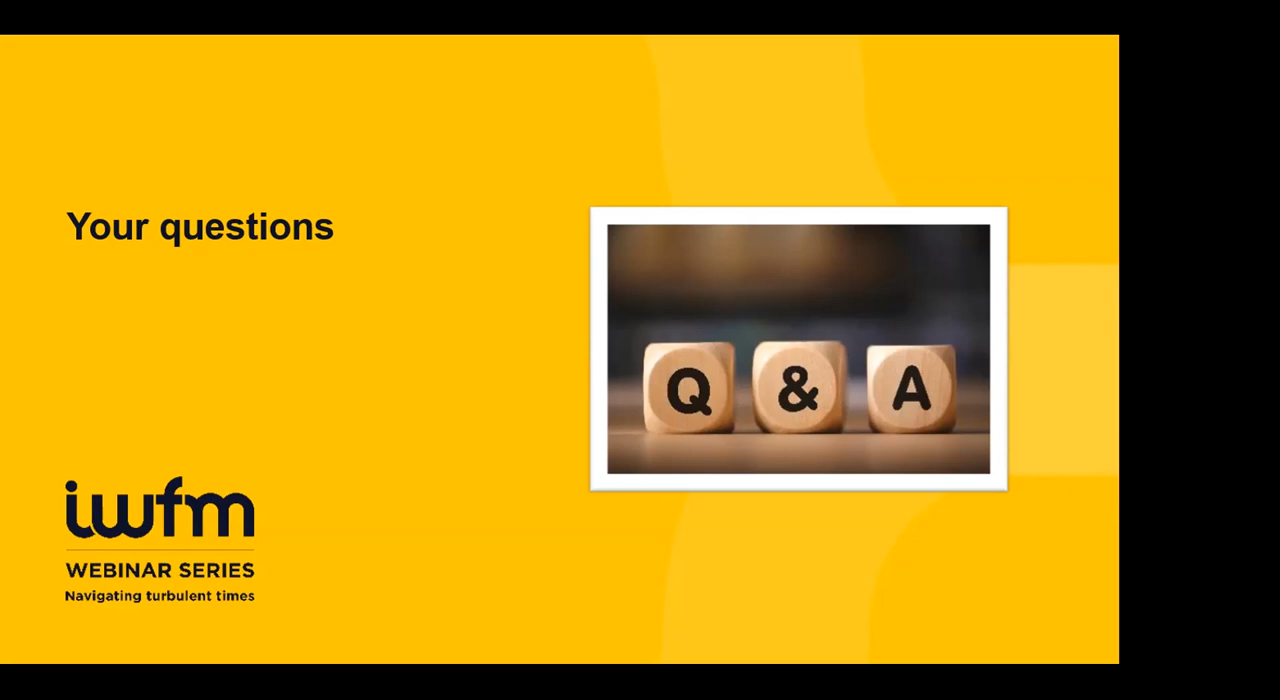 Your questions
Q & A
iwfm
WEBINAR SERIES
Navigating turbulent times